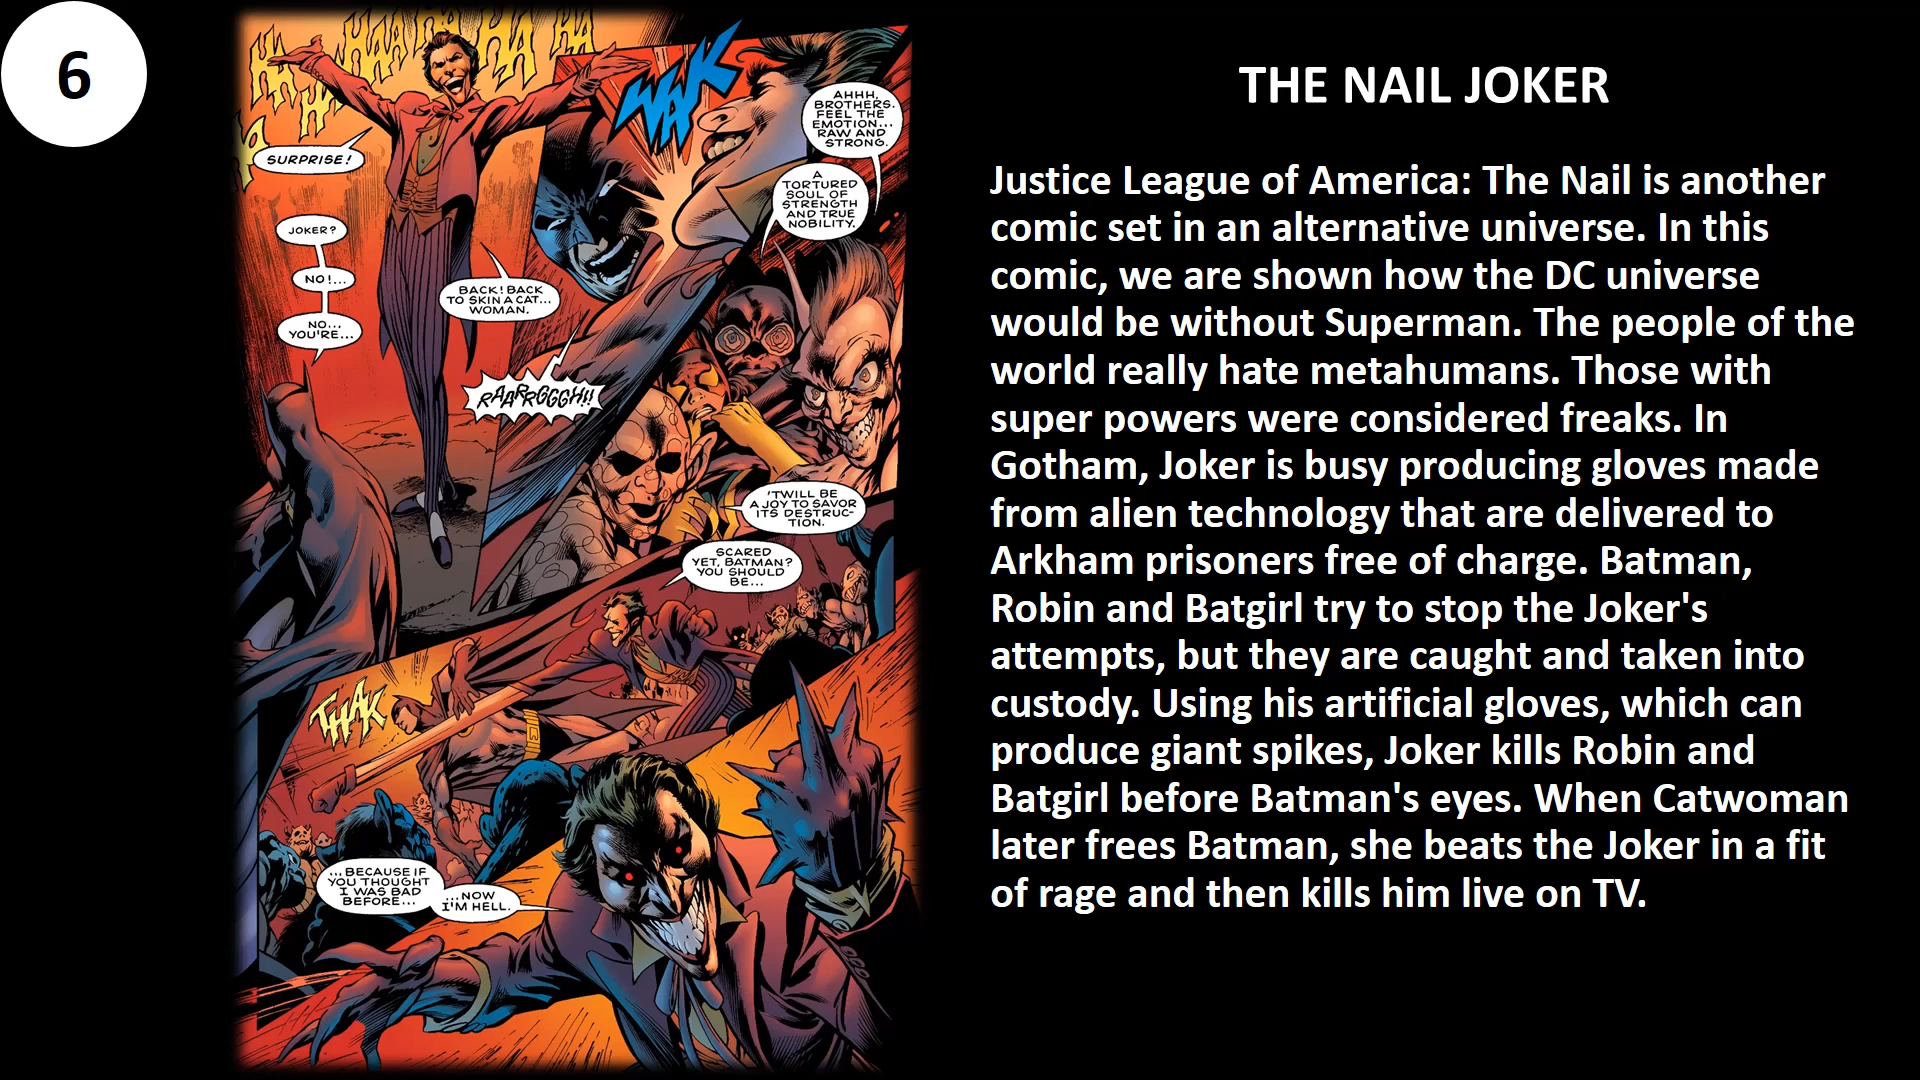 6
HA HAA HA HA HA
HA
SURPRISE!
JOKER?
NO!...
NO...
YOU'RE...
BACK! BACK
TO SKIN A CAT...
WOMAN.
RAARRGGGH!!
WAK
AHHH,
BROTHERS.
FEEL THE
EMOTION...
RAW AND
STRONG.
A
TORTURED
SOUL OF
STRENGTH
AND TRUE
NOBILITY.
'TWILL BE
A JOY TO SAVOR
ITS DESTRUC-
TION.
SCARED
YET, BATMAN?
YOU SHOULD
BE...
THAK
...BECAUSE IF
YOU THOUGHT
I WAS BAD
BEFORE...
...NOW
I'M HELL.
THE NAIL JOKER
Justice League of America: The Nail is another
comic set in an alternative universe. In this
comic, we are shown how the DC universe
would be without Superman. The people of the
world really hate metahumans. Those with
super powers were considered freaks. In
Gotham, Joker is busy producing gloves made
from alien technology that are delivered to
Arkham prisoners free of charge. Batman,
Robin and Batgirl try to stop the Joker's
attempts, but they are caught and taken into
custody. Using his artificial gloves, which can
produce giant spikes, Joker kills Robin and
Batgirl before Batman's eyes. When Catwoman
later frees Batman, she beats the Joker in a fit
of rage and then kills him live on TV.